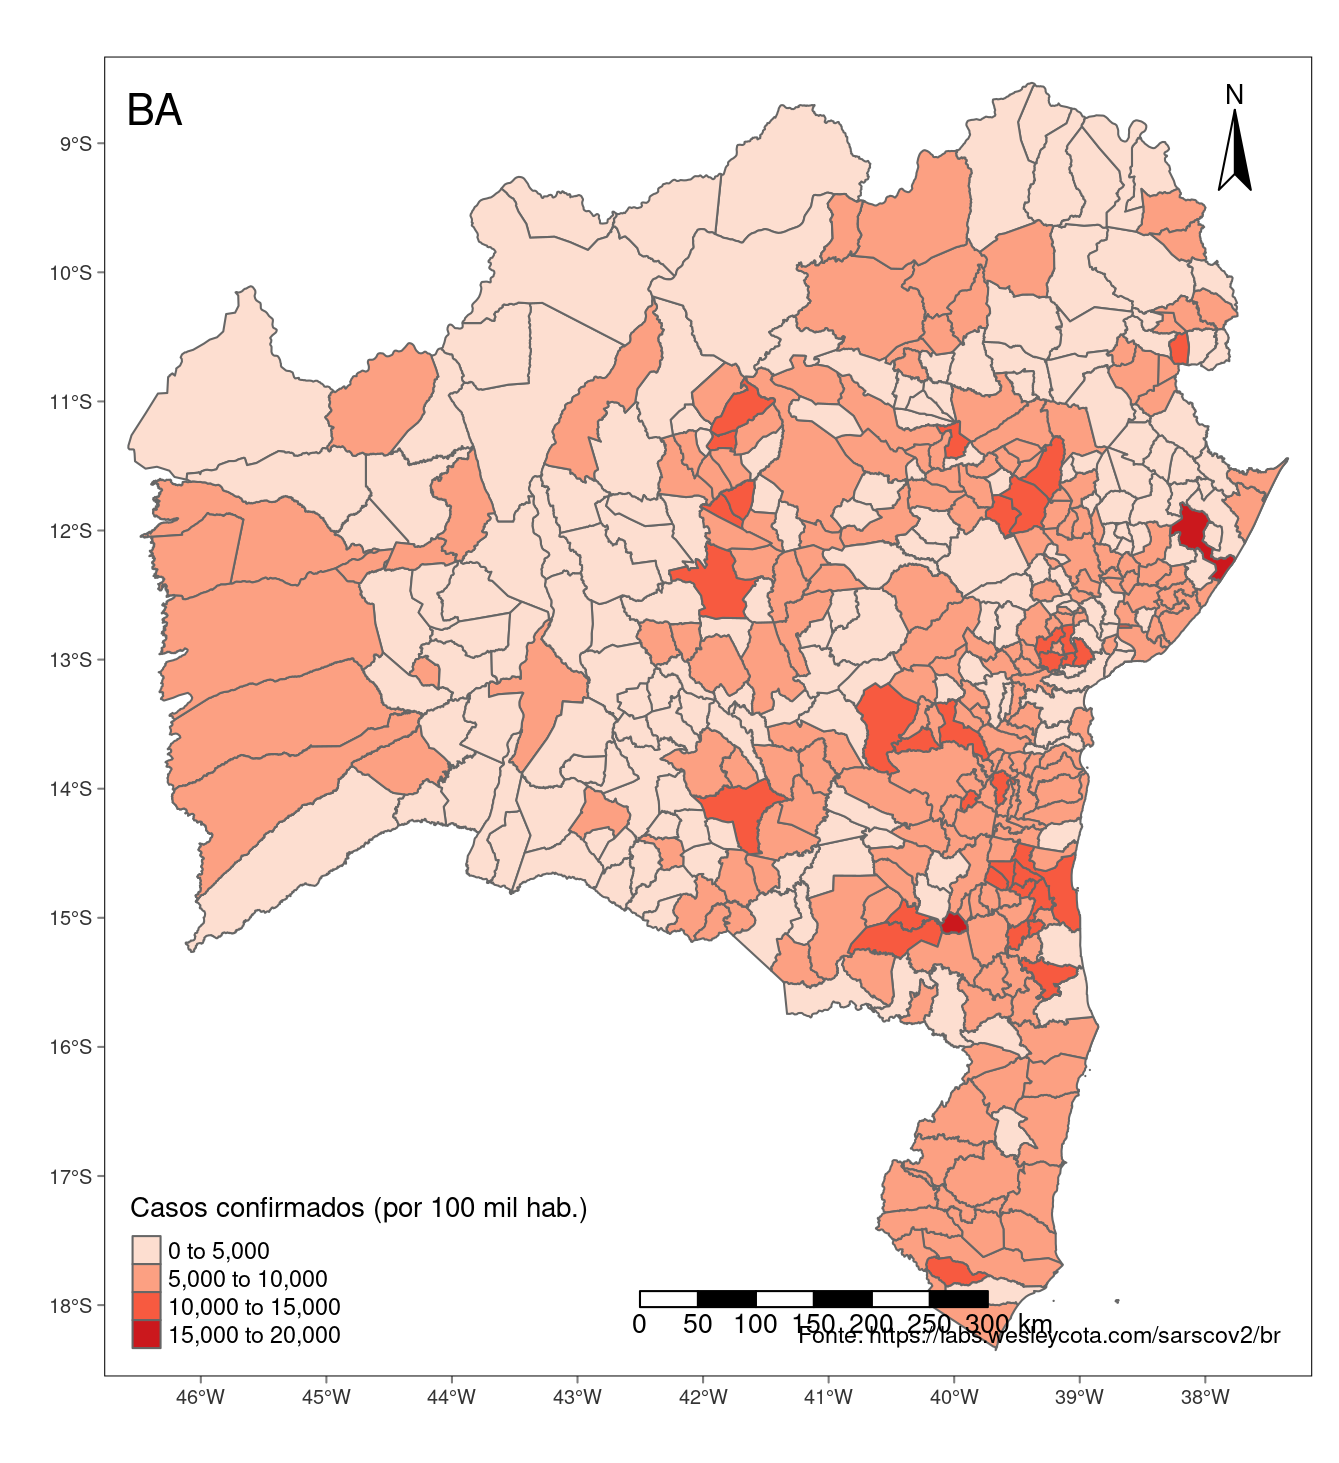 BA
N
9°S
10°S
11°S
12°S
13°S
14°S
15°S
16°S
17°S
18°S
Casos confirmados (por 100 mil hab.)
0 to 5,000
5,000 to 10,000
10,000 to 15,000
15,000 to 20,000
0 50 100 150 200 250 300 km
Fonte: https://labs.wesleycota.com/sarscov2/br
46°W 45°W 44°W 43°W 42°W 41°W 40°W 39°W 38°W